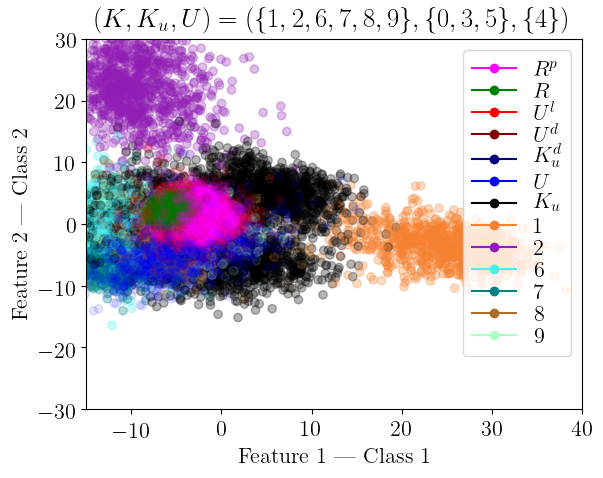 (K, K_u, U) = ({1, 2, 6, 7, 8, 9}, {0, 3, 5}, {4})
30
20
10
0
−10
−20
−30
−10
0
10
20
30
40
Feature 2 — Class 2
Feature 1 — Class 1
R^p
R
U^l
U^d
K_u^d
U
K_u
1
2
6
7
8
9